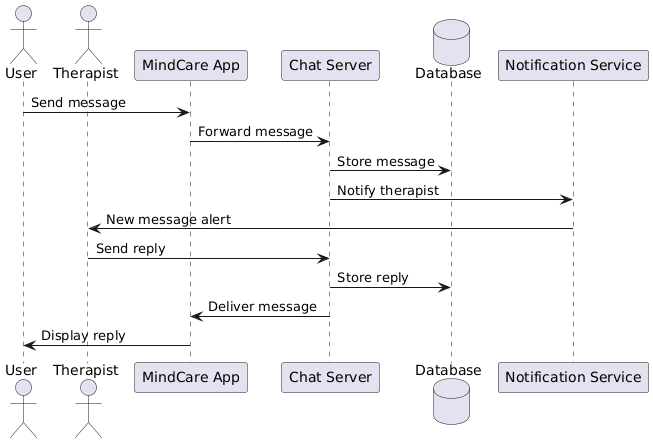 User
Therapist
MindCare App
Chat Server
Database
Notification Service
Send message
Forward message
Store message
Notify therapist
New message alert
Send reply
Store reply
Deliver message
Display reply
User
Therapist
MindCare App
Chat Server
Database
Notification Service